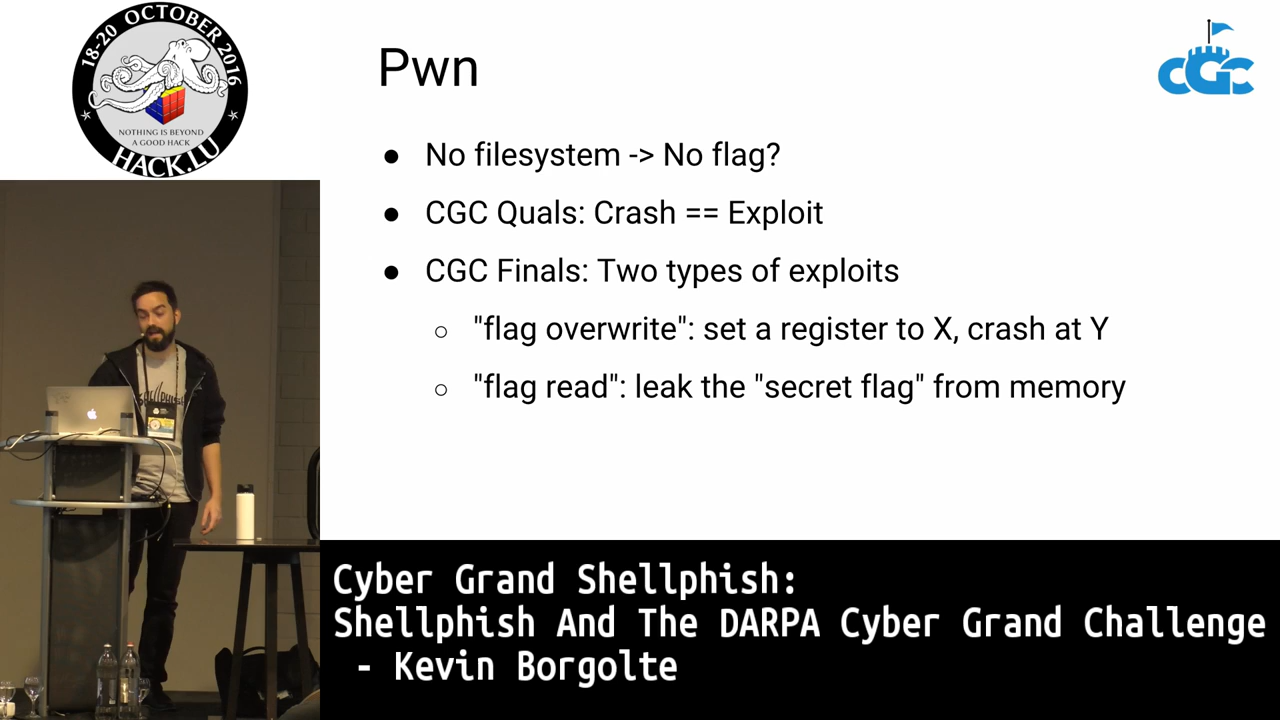 18-20 OCTOBER 2016
NOTHING IS BEYOND
A GOOD HACK
HACK.LU
CGC
Pwn
● No filesystem -> No flag?
● CGC Quals: Crash == Exploit
● CGC Finals: Two types of exploits
○ "flag overwrite": set a register to X, crash at Y
○ "flag read": leak the "secret flag" from memory
Cyber Grand Shellphish:
Shellphish And The DARPA Cyber Grand Challenge
- Kevin Borgolte